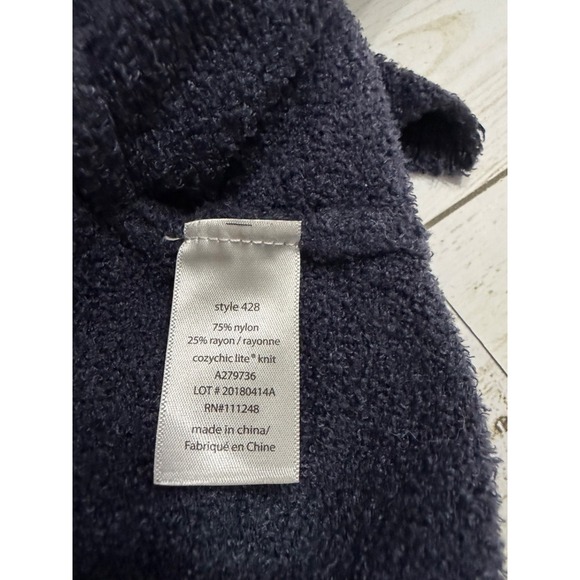 style 428
75% nylon
25% rayon / rayonne
cozychic lite® knit
A279736
LOT # 20180414A
RN#111248
made in china/
Fabriqué en Chine